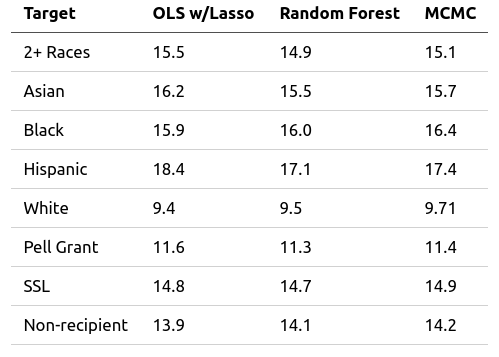 Target OLS w/Lasso Random Forest MCMC
2+ Races 15.5 14.9 15.1
Asian 16.2 15.5 15.7
Black 15.9 16.0 16.4
Hispanic 18.4 17.1 17.4
White 9.4 9.5 9.71
Pell Grant 11.6 11.3 11.4
SSL 14.8 14.7 14.9
Non-recipient 13.9 14.1 14.2